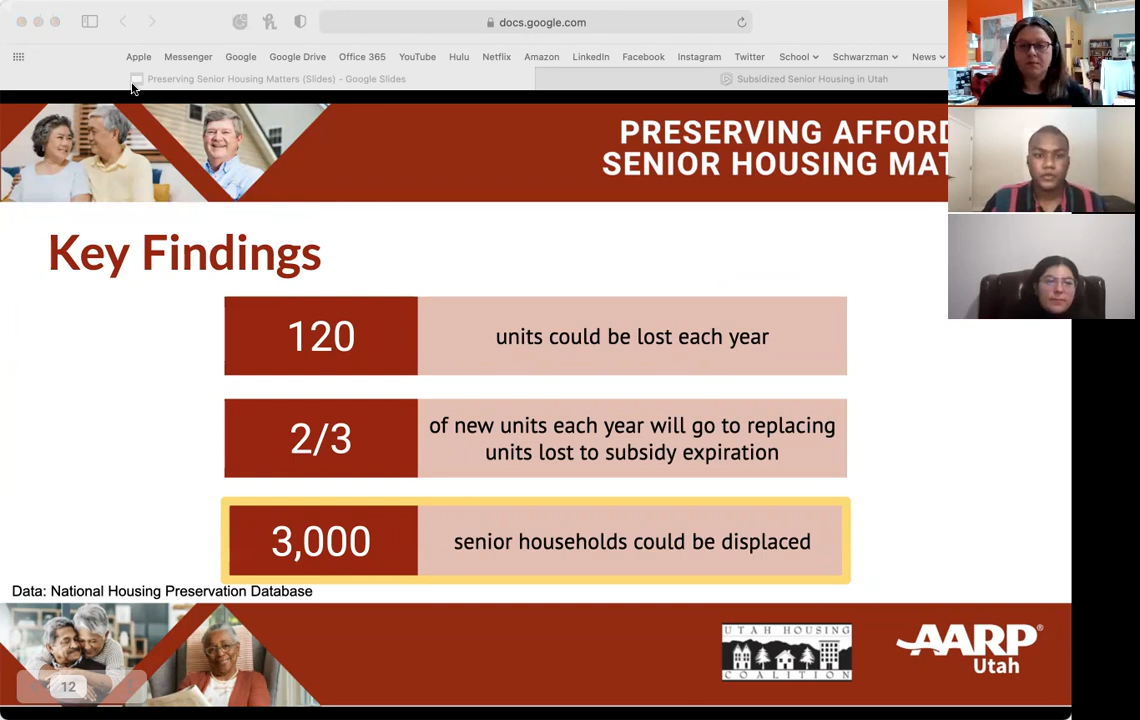 docs.google.com
Apple Messenger Google Google Drive Office 365 YouTube Hulu Netflix Amazon LinkedIn Facebook Instagram Twitter School Schwarzman News
Preserving Senior Housing Matters (Slides) – Google Slides
Subsidized Senior Housing in Utah
PRESERVING AFFORD
SENIOR HOUSING MAT
Key Findings
120
units could be lost each year
2/3
of new units each year will go to replacing
units lost to subsidy expiration
3,000
senior households could be displaced
Data: National Housing Preservation Database
UTAH HOUSING
COALITION
AARP®
Utah
12